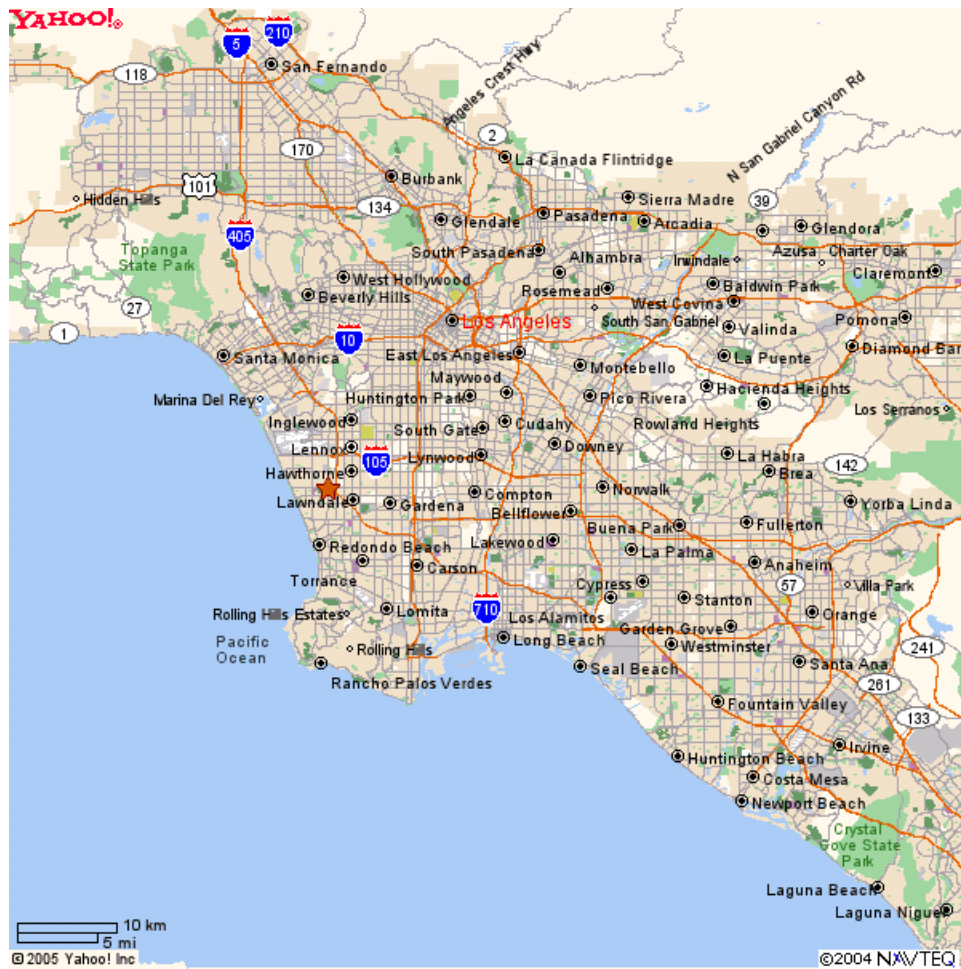 YAHOO!
5
210
118
San Fernando
Angeles Crest Hwy
N San Gabriel Canyon Rd
2
170
La Canada Flintridge
101
Burbank
Hidden Hills
134
Sierra Madre
39
Glendale
Pasadena
Arcadia
Glendora
405
Topanga
State Park
South Pasadena
Alhambra
Irwindale
Azusa
Charter Oak
Claremont
West Hollywood
Beverly Hills
Rosemead
Baldwin Park
West Covina
27
1
Los Angeles
South San Gabriel
Valinda
Pomona
10
Santa Monica
East Los Angeles
Montebello
La Puente
Diamond Bar
Maywood
Marina Del Rey
Huntington Park
Pico Rivera
Hacienda Heights
Los Serranos
Inglewood
South Gate
Cudahy
Rowland Heights
Lennox
105
Lynwood
Downey
La Habra
142
Hawthorne
Brea
Lawndale
Gardena
Compton
Norwalk
Yorba Linda
Bellflower
Buena Park
Fullerton
Redondo Beach
Lakewood
La Palma
Anaheim
Torrance
Carson
Cypress
57
Villa Park
Rolling Hills Estates
Lomita
710
Los Alamitos
Stanton
Orange
Pacific
Ocean
Rolling Hills
Long Beach
Garden Grove
Westminster
241
Rancho Palos Verdes
Seal Beach
Santa Ana
261
Fountain Valley
133
Huntington Beach
Irvine
Costa Mesa
Newport Beach
Crystal
Cove State
Park
Laguna Beach
Laguna Niguel
10 km
5 mi
©2005 Yahoo! Inc
©2004 NAVTEQ